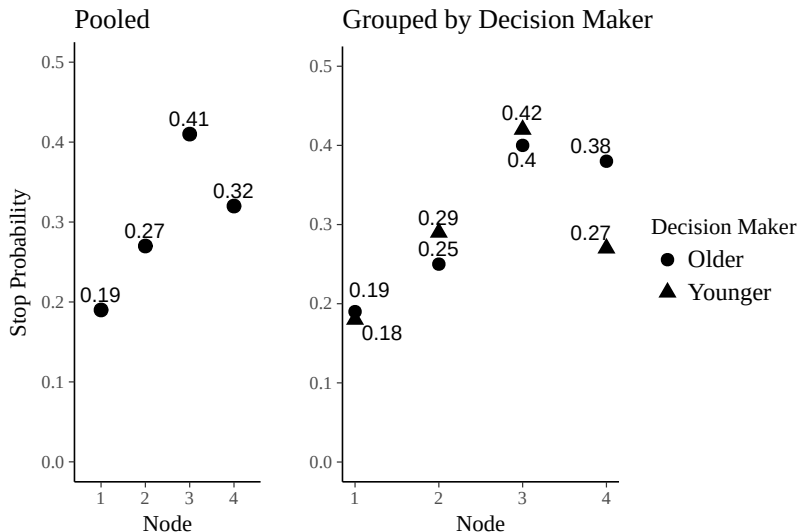 Pooled
Stop Probability
0.5
0.4
0.3
0.2
0.1
0.0
0.19
0.27
0.41
0.32
1 2 3 4
Node
Grouped by Decision Maker
0.5
0.4
0.3
0.2
0.1
0.0
0.19
0.18
0.29
0.25
0.42
0.4
0.38
0.27
1 2 3 4
Node
Decision Maker
Older
Younger